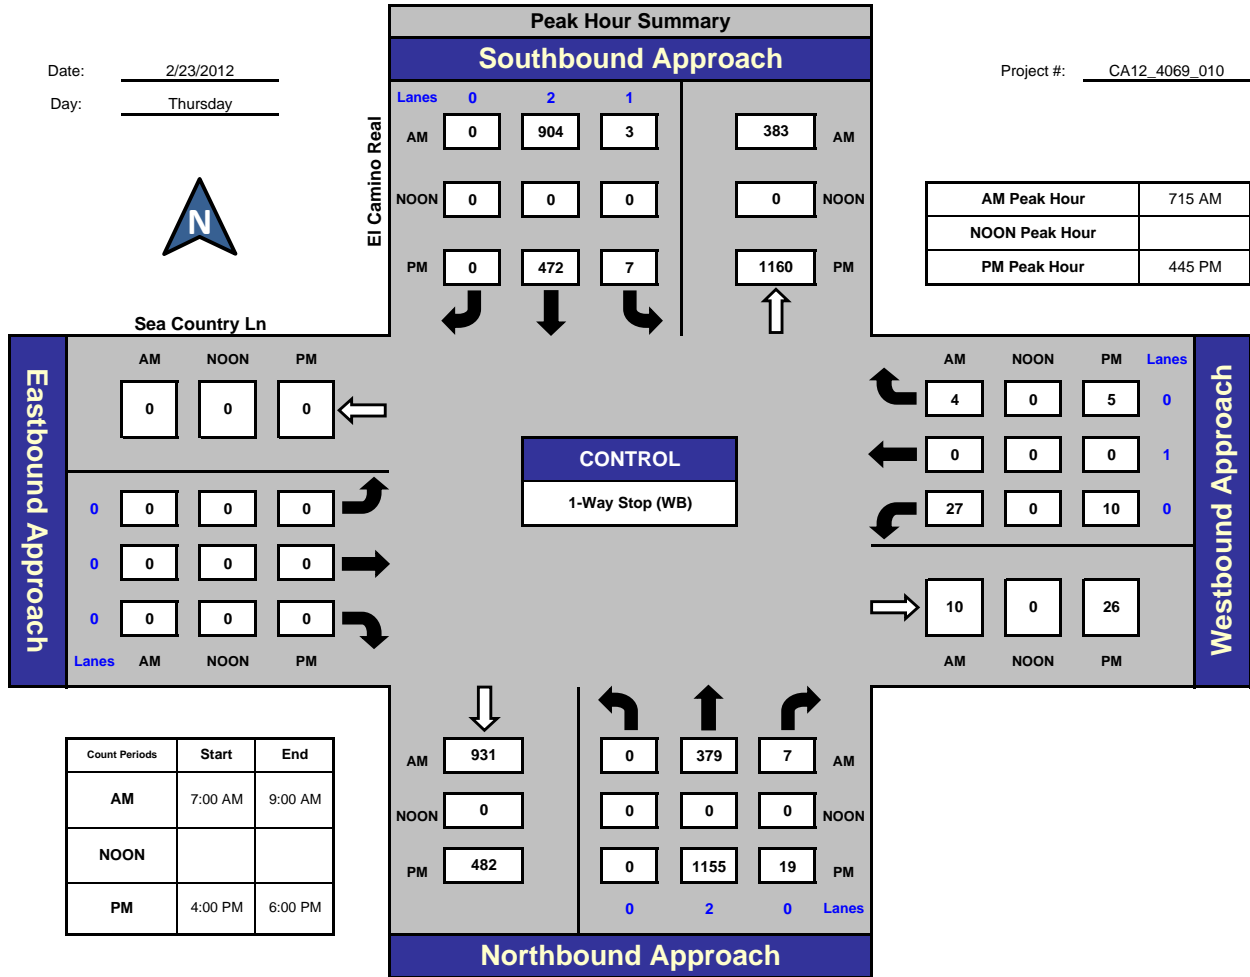 Peak Hour Summary
Southbound Approach
Date: 2/23/2012
Project #: CA12_4069_010
Day: Thursday
El Camino Real
N
Lanes 0 2 1
AM 0 904 3 383 AM
NOON 0 0 0 0 NOON
PM 0 472 7 1160 PM
AM Peak Hour 715 AM
NOON Peak Hour
PM Peak Hour 445 PM
Sea Country Ln
Eastbound Approach
AM NOON PM
0 0 0
0 0 0 0
0 0 0 0
0 0 0 0
Lanes AM NOON PM
CONTROL
1-Way Stop (WB)
AM NOON PM Lanes
4 0 5 0
0 0 0 1
27 0 10 0
10 0 26
AM NOON PM
Westbound Approach
Count Periods Start End
AM 7:00 AM 9:00 AM
NOON
PM 4:00 PM 6:00 PM
AM 931 0 379 7 AM
NOON 0 0 0 0 NOON
PM 482 0 1155 19 PM
0 2 0 Lanes
Northbound Approach